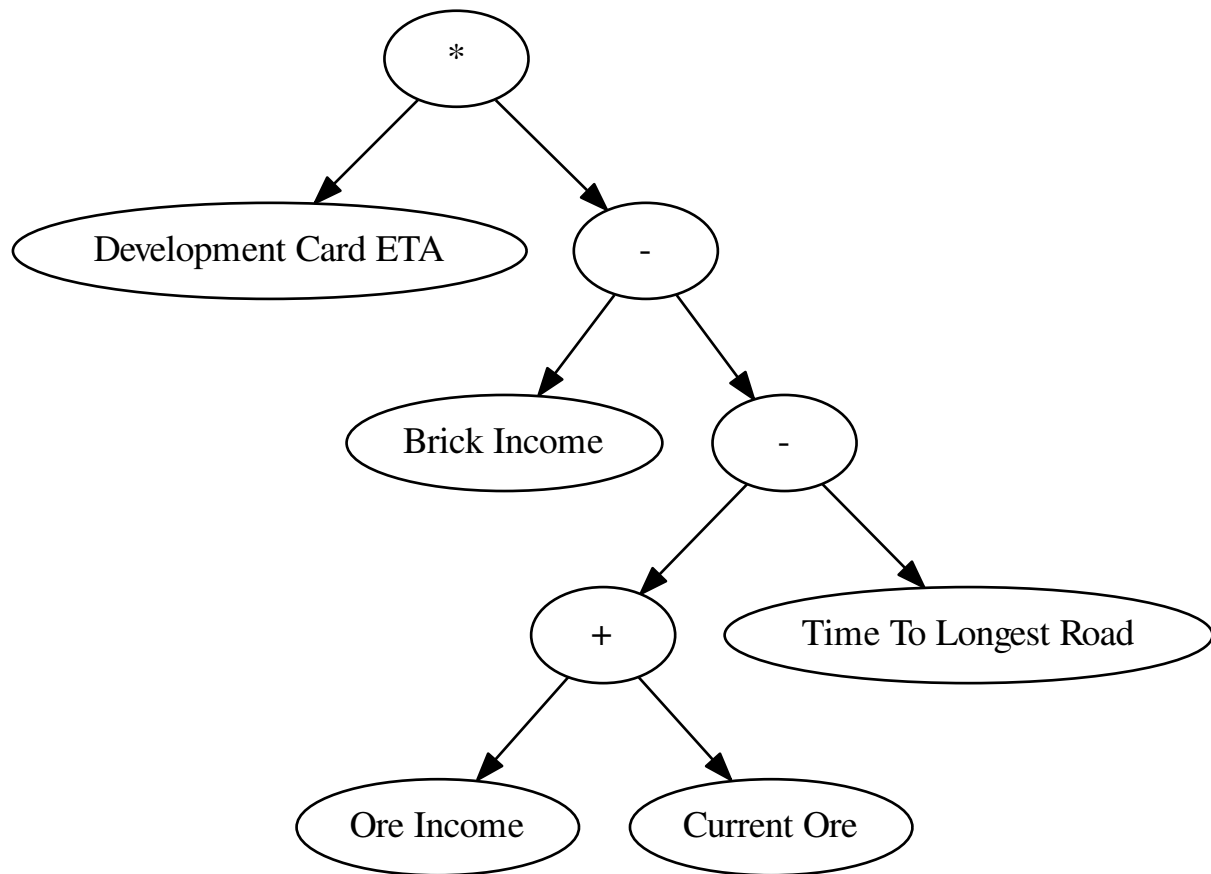 *
Development Card ETA
-
Brick Income
-
+
Time To Longest Road
Ore Income
Current Ore